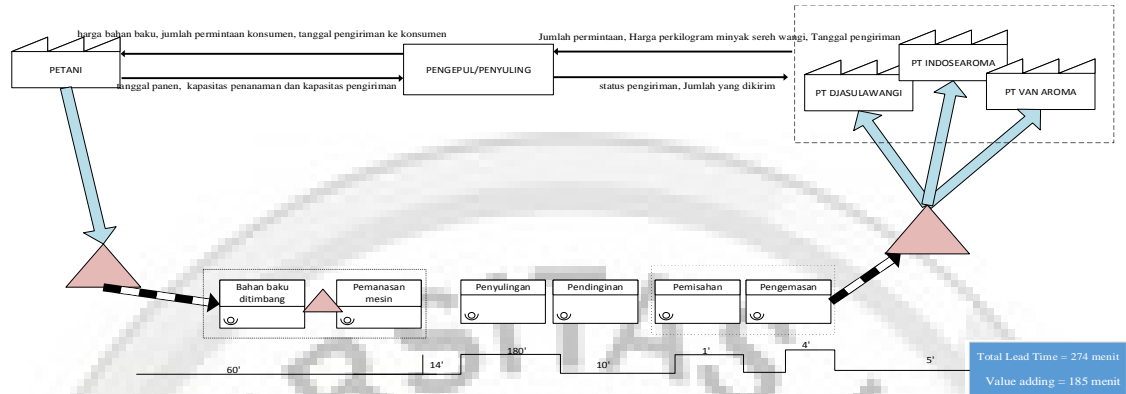 harga bahan baku, jumlah permintaan konsumen, tanggal pengiriman ke konsumen
Jumlah permintaan, Harga perkilogram minyak sereh wangi, Tanggal pengiriman
PETANI
PENGEPUL/PENYULING
PT INDOSEAROMA
PT DJASULAWANGI
PT VAN AROMA
tanggal panen, kapasitas penanaman dan kapasitas pengiriman
status pengiriman, Jumlah yang dikirim
Bahan baku
ditimbang
Pemanasan
mesin
Penyulingan
Pendinginan
Pemisahan
Pengemasan
60'
14'
180'
10'
1'
4'
5'
Total Lead Time = 274 menit
Value adding = 185 menit
SITAS